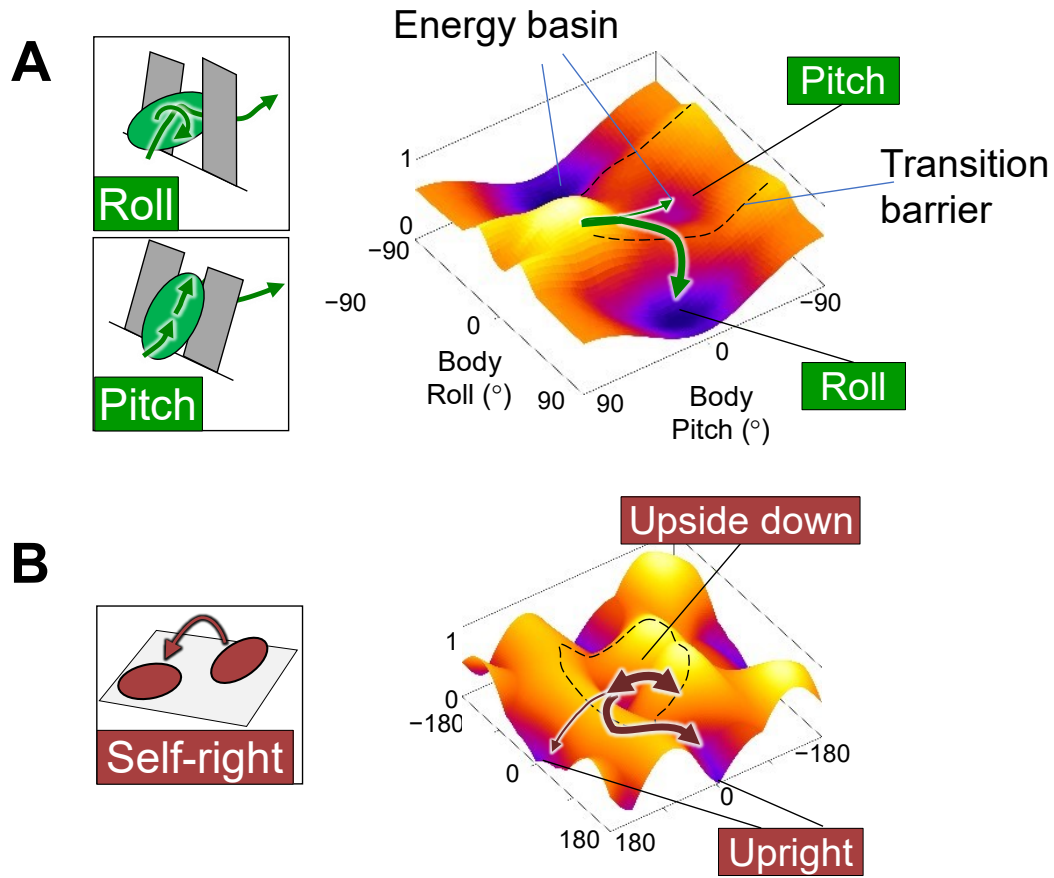 A
Roll
Pitch
Energy basin
Pitch
Transition
barrier
Roll
1
0
−90
−90
0
90
Body
Roll (°)
90
0
−90
Body
Pitch (°)
B
Self-right
Upside down
Upright
1
0
−180
0
180
180
0
−180